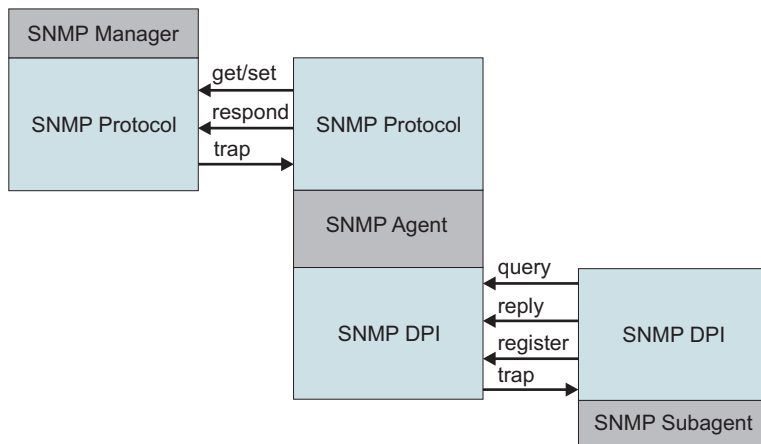 SNMP Manager
SNMP Protocol
get/set
respond
trap
SNMP Protocol
SNMP Agent
SNMP DPI
query
reply
register
trap
SNMP DPI
SNMP Subagent